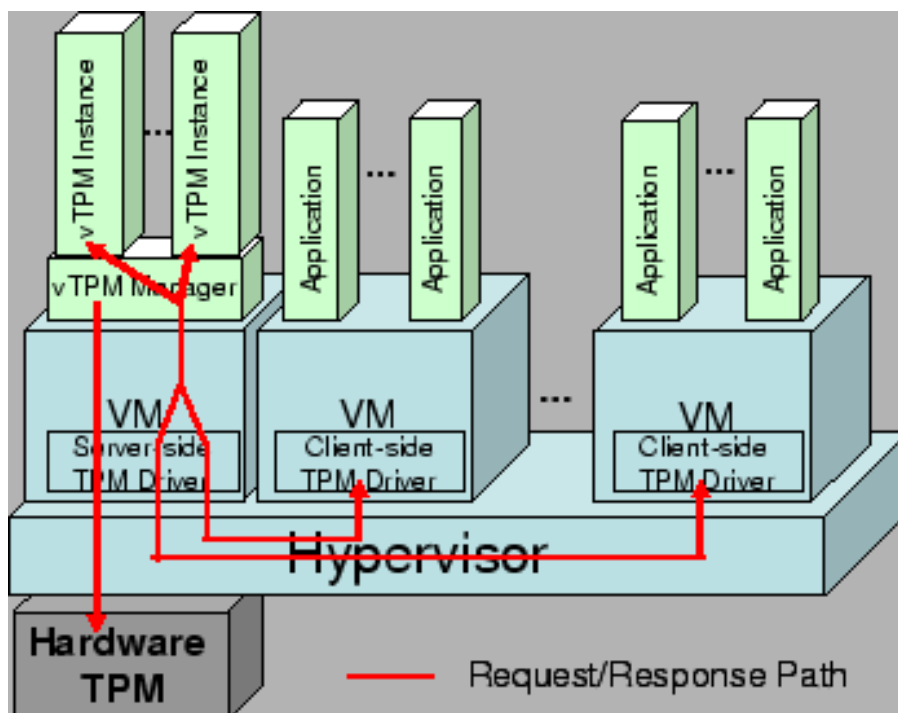 vTPM Instance
...
vTPM Instance
Application
...
Application
Application
...
Application
vTPM Manager
VM
Server-side
TPM Driver
VM
Client-side
TPM Driver
...
VM
Client-side
TPM Driver
Hypervisor
Hardware
TPM
Request/Response Path